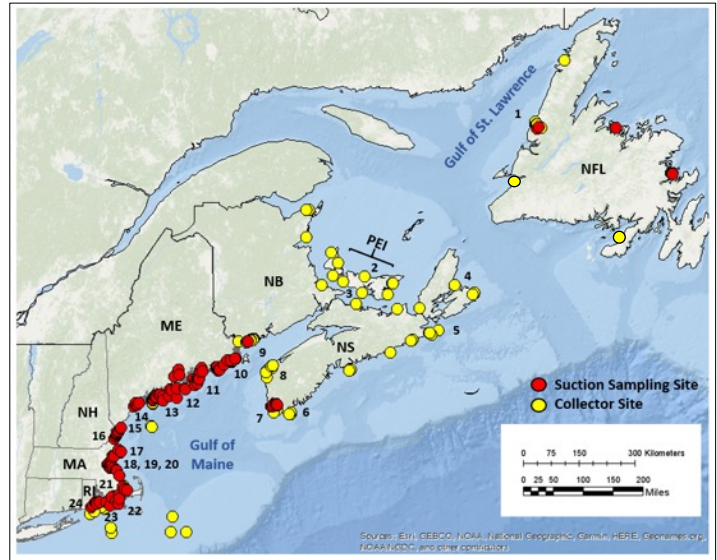 Gulf of St. Lawrence
1
NFL
PEI
2
NB
3
4
ME
5
NS
9
10
8
11
12
13
14
7
6
NH
15
16
Gulf of
Maine
17
MA
18, 19, 20
21
RI
22
24
23
Suction Sampling Site
Collector Site
0 75 150 300 Kilometers
0 25 50 100 150 200
Miles
Sources: Esri, GEBCO, NOAA, National Geographic, Garmin, HERE, Geonames.org,
NOAA NGDC, and other contributors